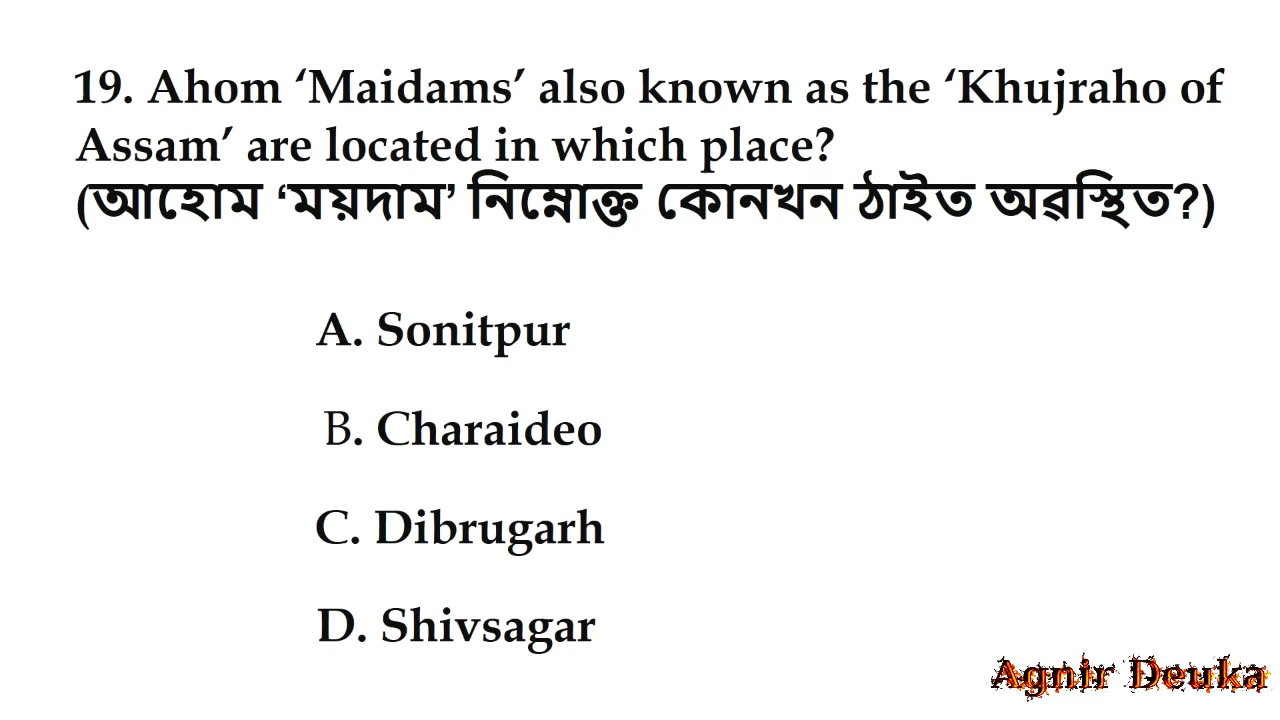 19. Ahom ‘Maidams’ also known as the ‘Khujraho of
Assam’ are located in which place?
(আহোম ‘ময়দাম’ নিম্নোক্ত কোনখন ঠাইত অৱস্থিত?)
A. Sonitpur
B. Charaideo
C. Dibrugarh
D. Shivsagar
Agnir Deuka